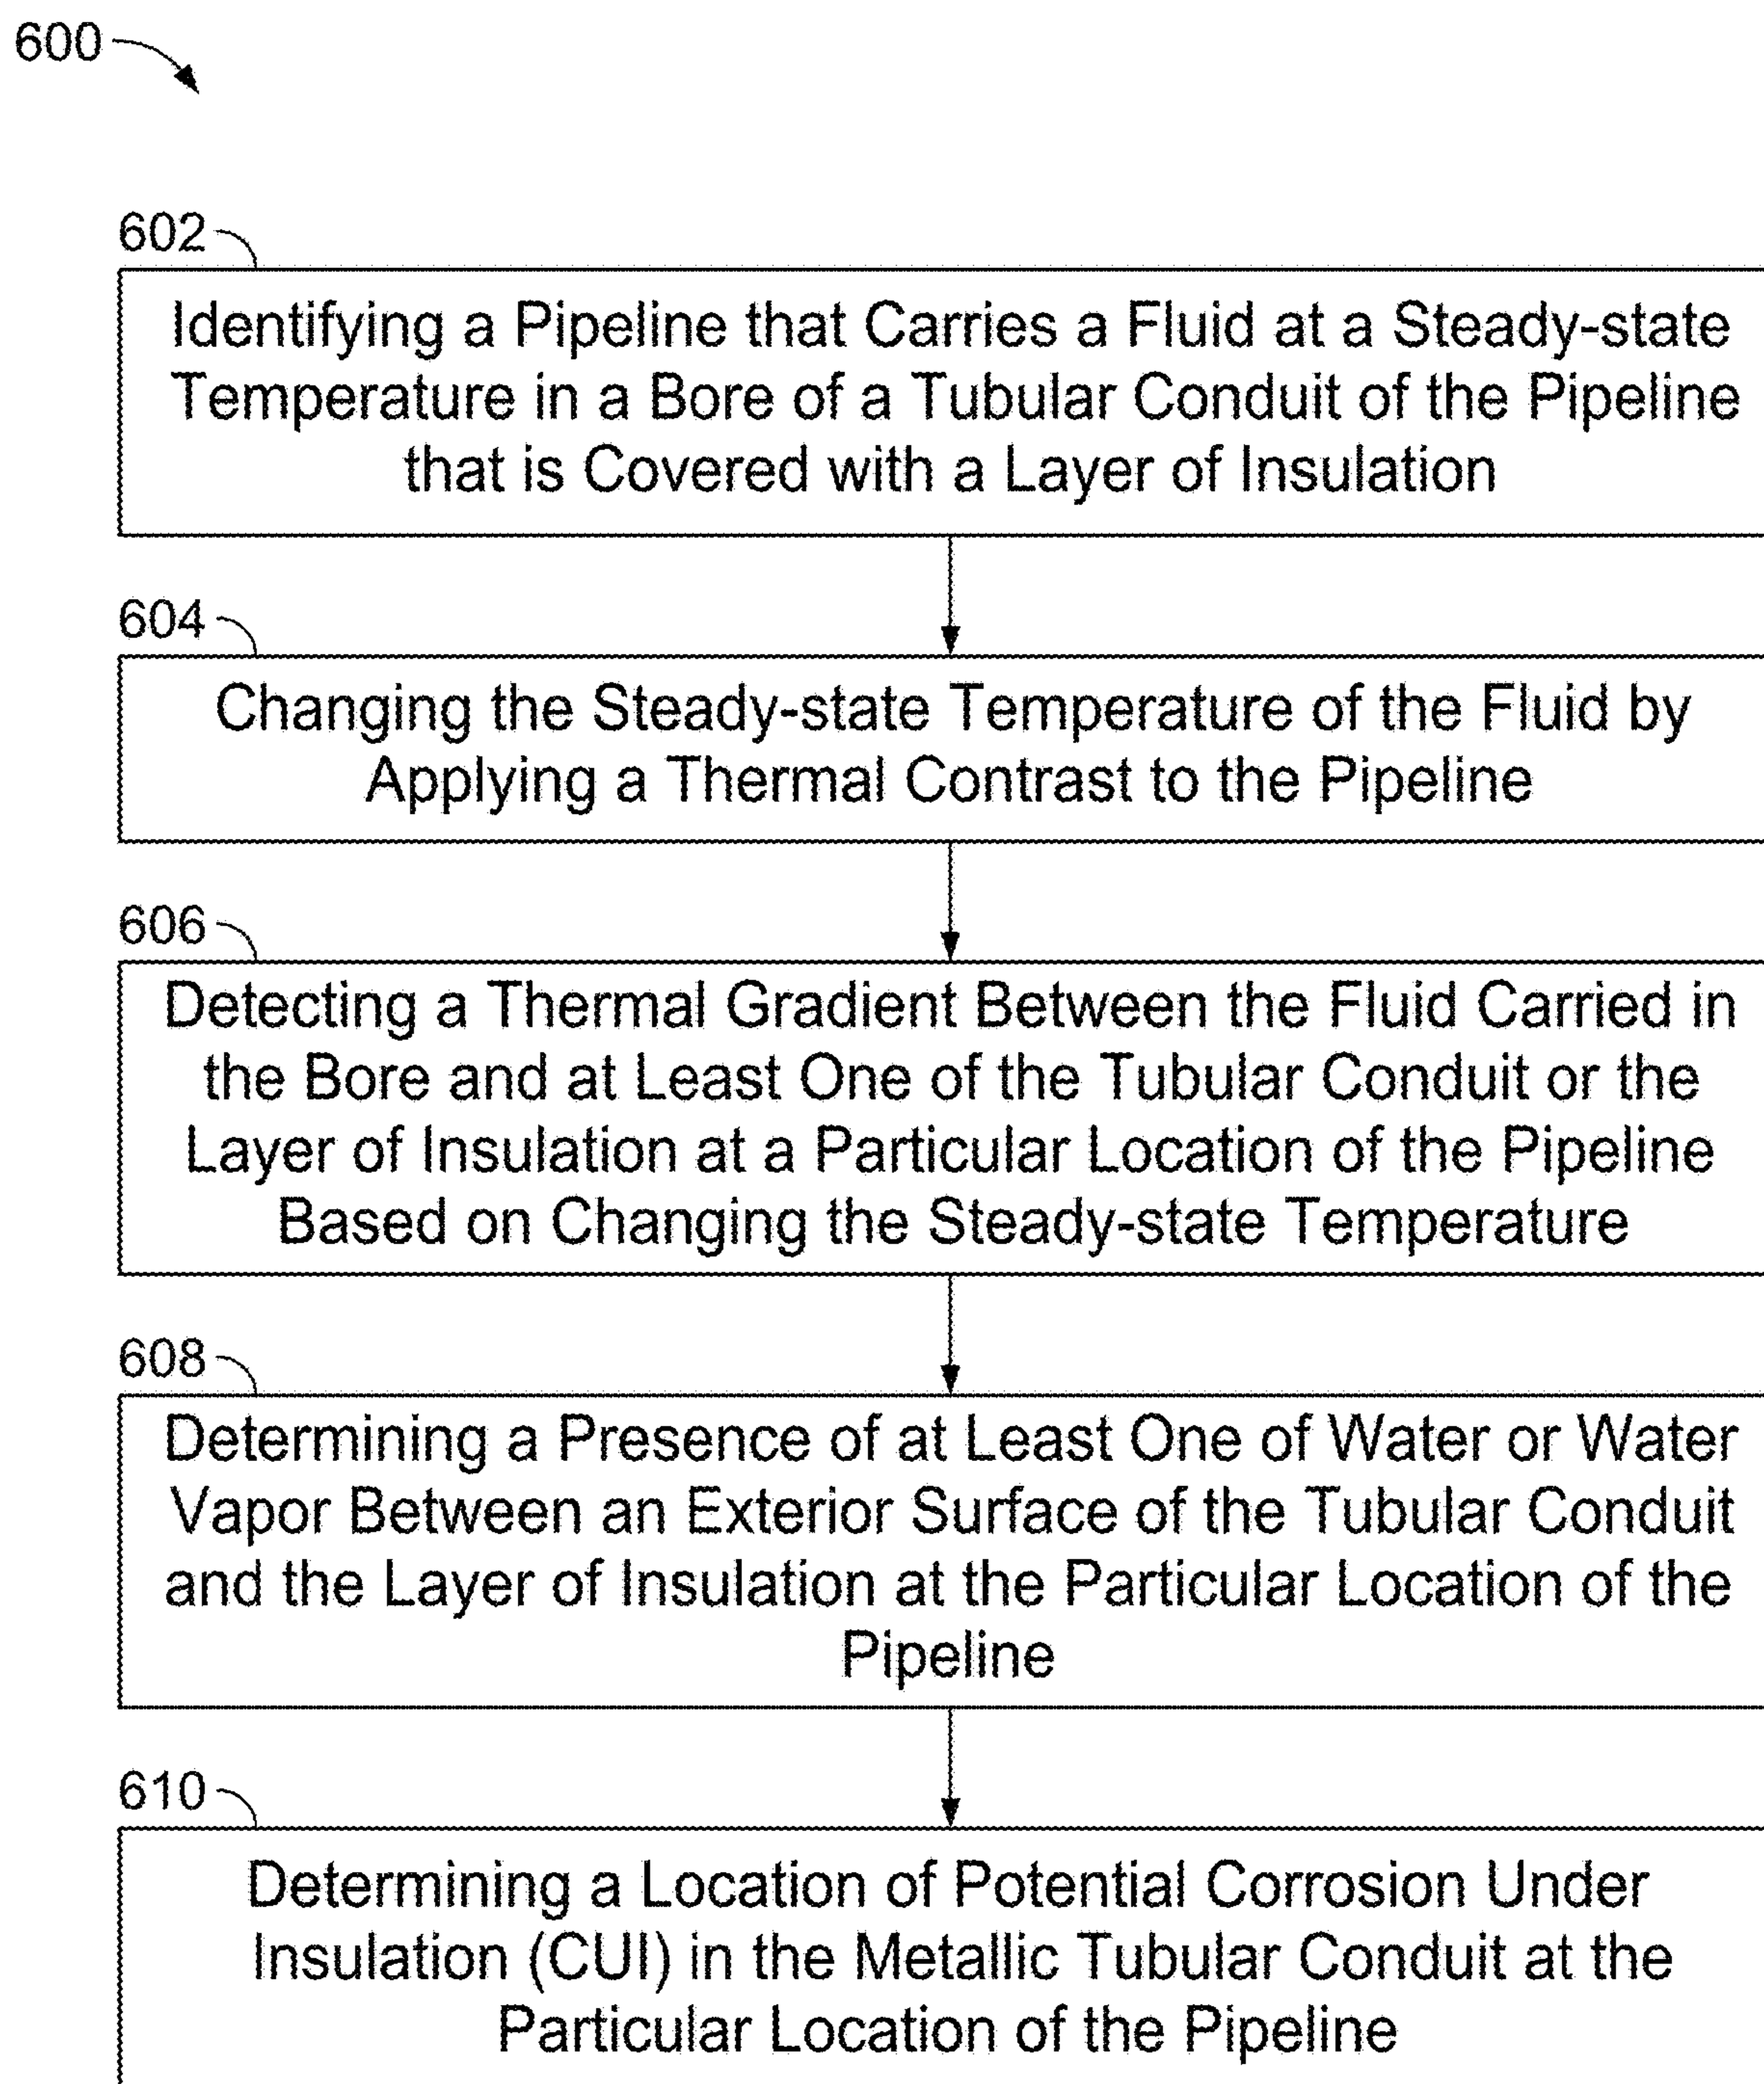 600
602
Identifying a Pipeline that Carries a Fluid at a Steady-state
Temperature in a Bore of a Tubular Conduit of the Pipeline
that is Covered with a Layer of Insulation
604
Changing the Steady-state Temperature of the Fluid by
Applying a Thermal Contrast to the Pipeline
606
Detecting a Thermal Gradient Between the Fluid Carried in
the Bore and at Least One of the Tubular Conduit or the
Layer of Insulation at a Particular Location of the Pipeline
Based on Changing the Steady-state Temperature
608
Determining a Presence of at Least One of Water or Water
Vapor Between an Exterior Surface of the Tubular Conduit
and the Layer of Insulation at the Particular Location of the
Pipeline
610
Determining a Location of Potential Corrosion Under
Insulation (CUI) in the Metallic Tubular Conduit at the
Particular Location of the Pipeline